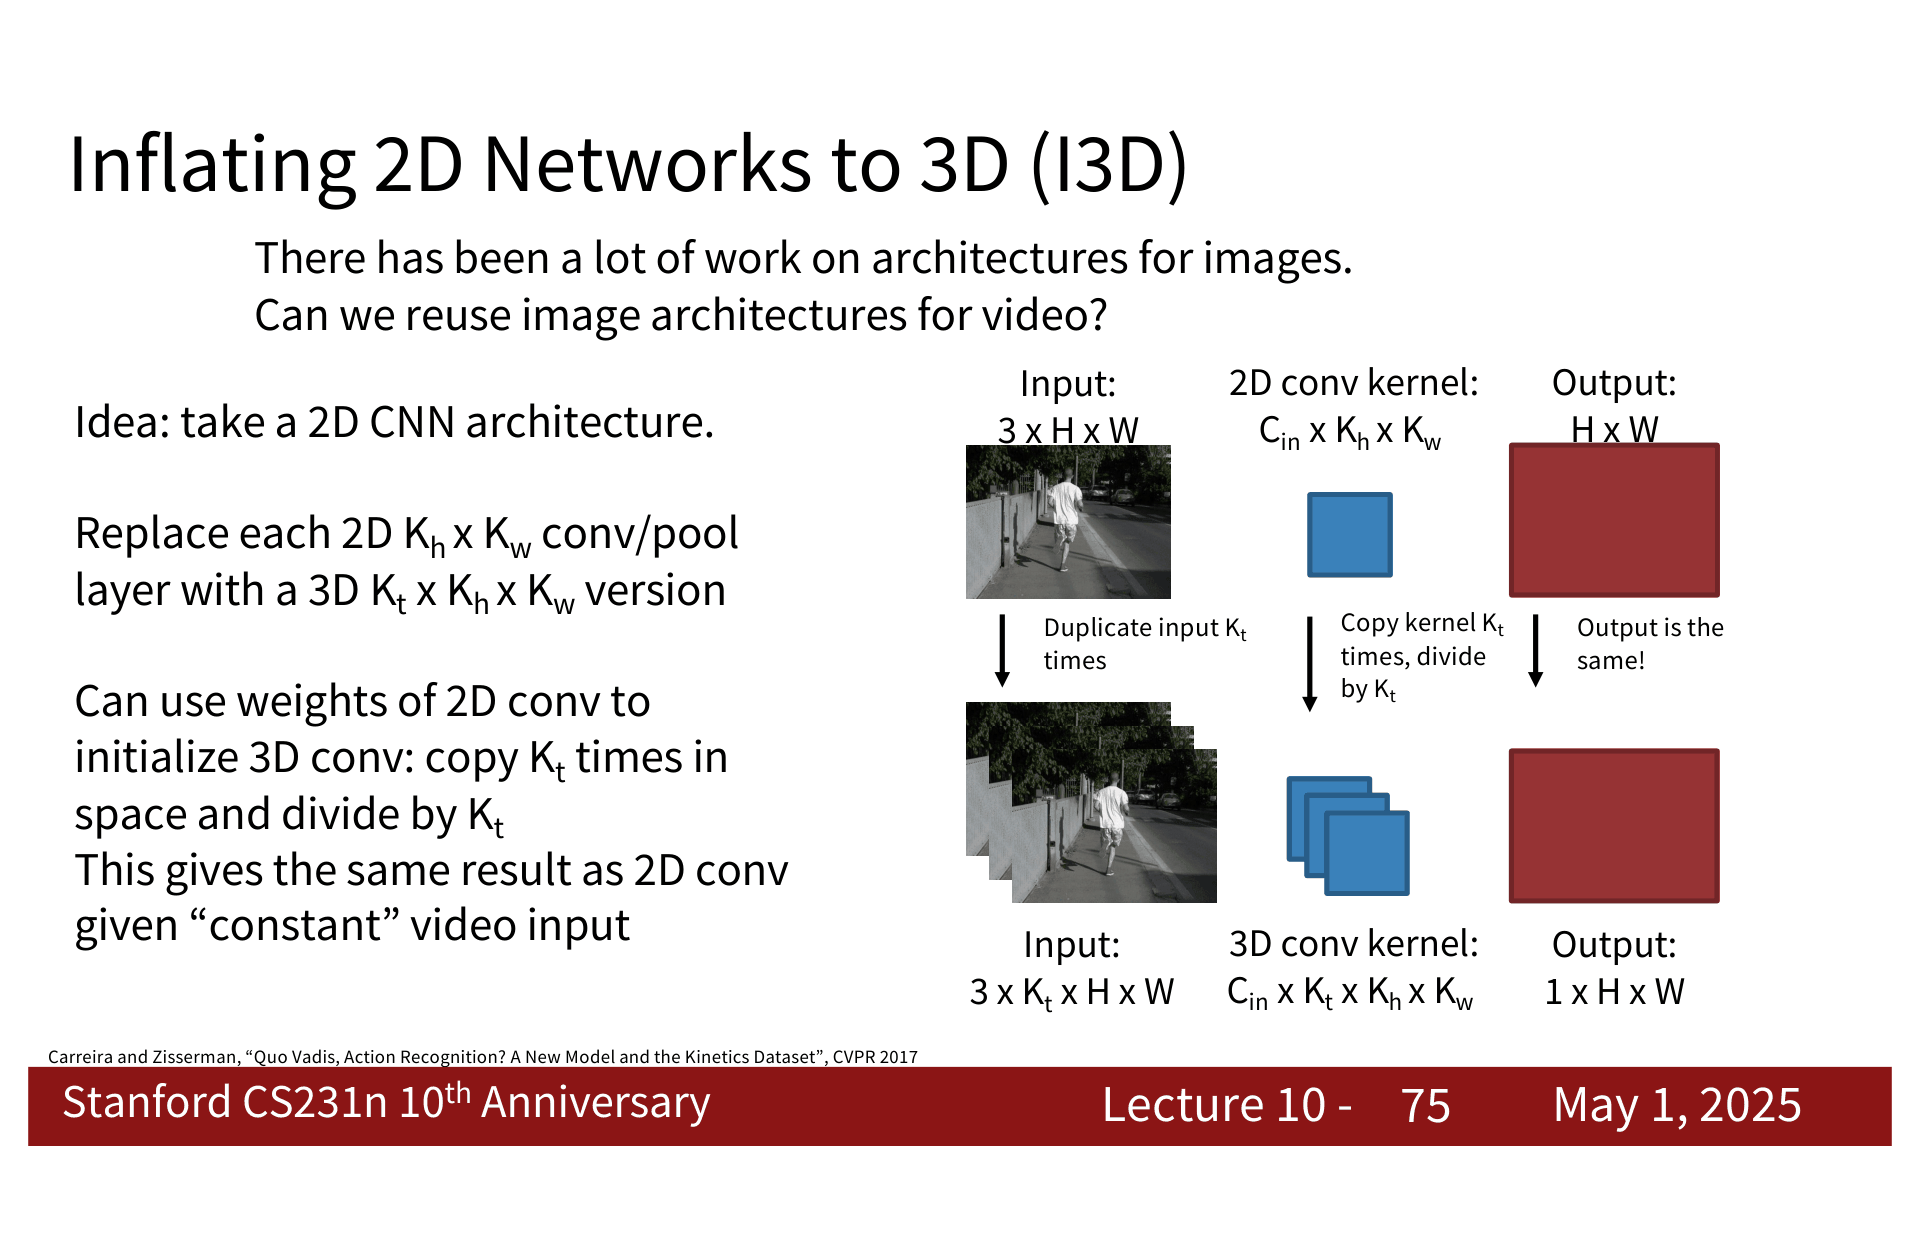 Inflating 2D Networks to 3D (I3D)
There has been a lot of work on architectures for images.
Can we reuse image architectures for video?
Idea: take a 2D CNN architecture.
Replace each 2D Kh x Kw conv/pool
layer with a 3D Kt x Kh x Kw version
Can use weights of 2D conv to
initialize 3D conv: copy Kt times in
space and divide by Kt
This gives the same result as 2D conv
given “constant” video input
Input:
3 x H x W
2D conv kernel:
Cin x Kh x Kw
Output:
H x W
Duplicate input Kt
times
Copy kernel Kt
times, divide
by Kt
Output is the
same!
Input:
3 x Kt x H x W
3D conv kernel:
Cin x Kt x Kh x Kw
Output:
1 x H x W
Carreira and Zisserman, “Quo Vadis, Action Recognition? A New Model and the Kinetics Dataset”, CVPR 2017
Stanford CS231n 10th Anniversary
Lecture 10 - 75
May 1, 2025